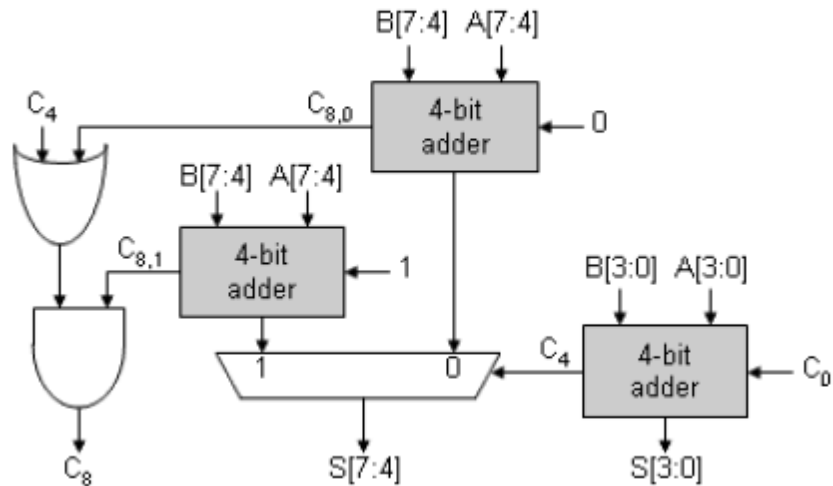 B[7:4] A[7:4]
C4
C8,0
4-bit
adder
0
B[7:4] A[7:4]
C8,1
4-bit
adder
1
B[3:0] A[3:0]
1
0
C4
4-bit
adder
C0
C8
S[7:4]
S[3:0]